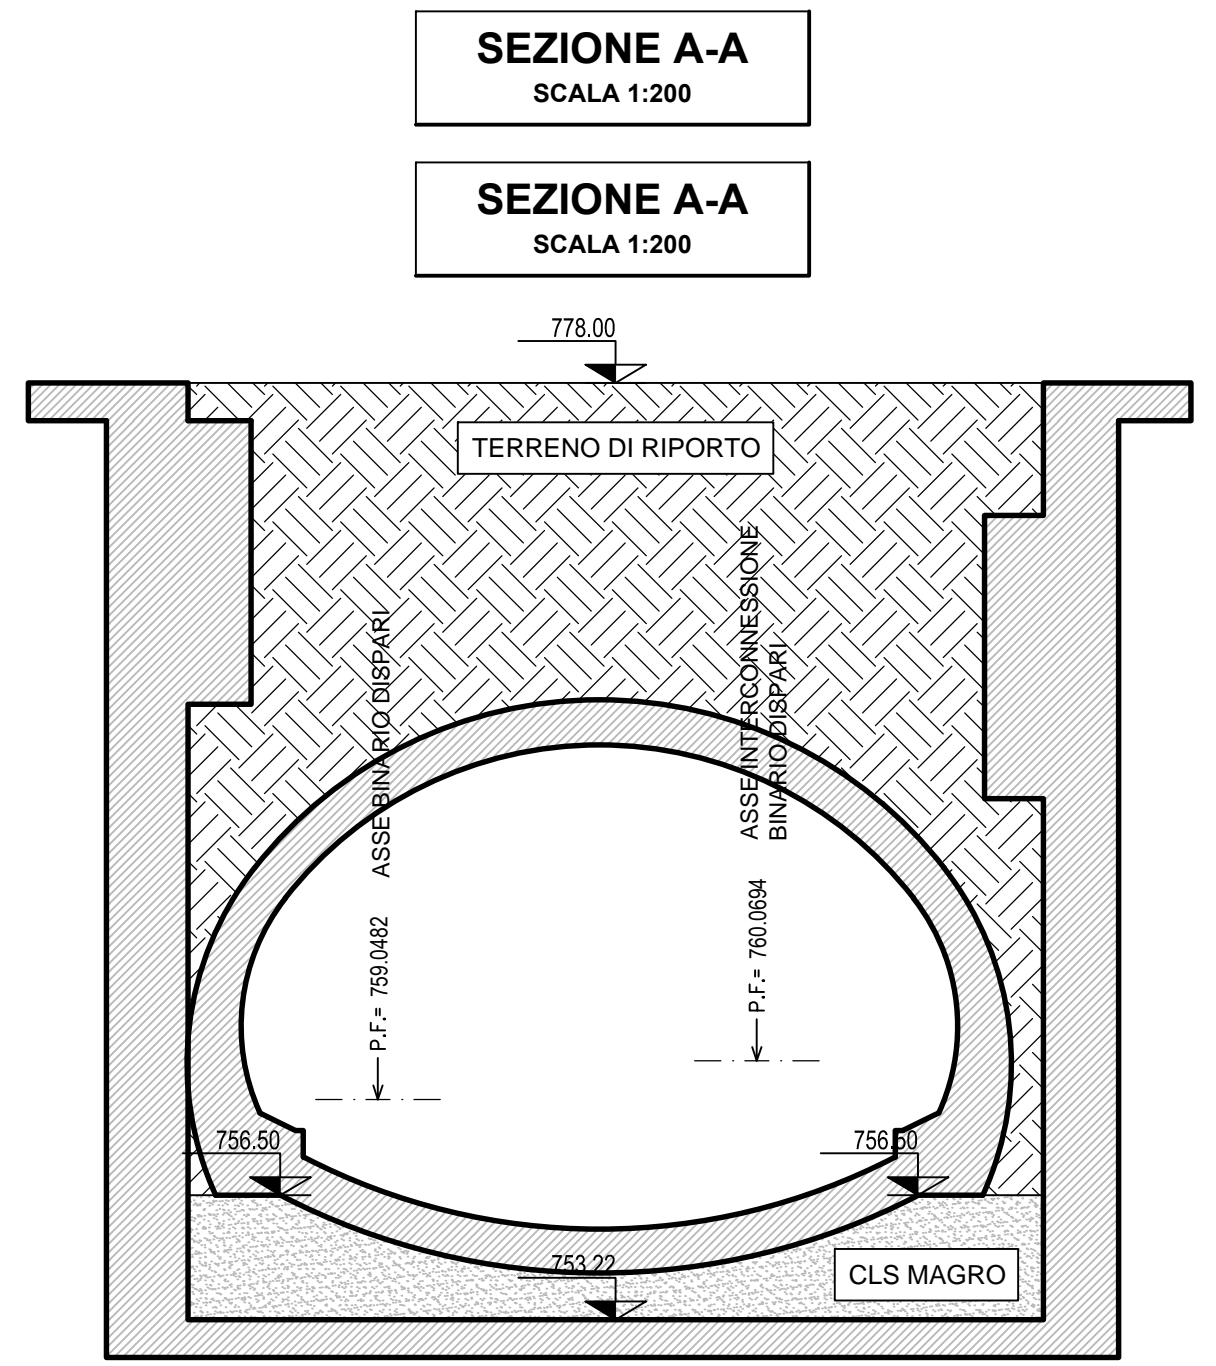 SEZIONE A-A
SCALA 1:200
SEZIONE A-A
SCALA 1:200
778.00
TERRENO DI RIPORTO
ASSE BINARIO DISPARI
P.F.= 759.0482
ASSE INTERCONNESSIONE
BINARIO DISPARI
P.F.= 760.0694
756.50
756.50
753.22
CLS MAGRO